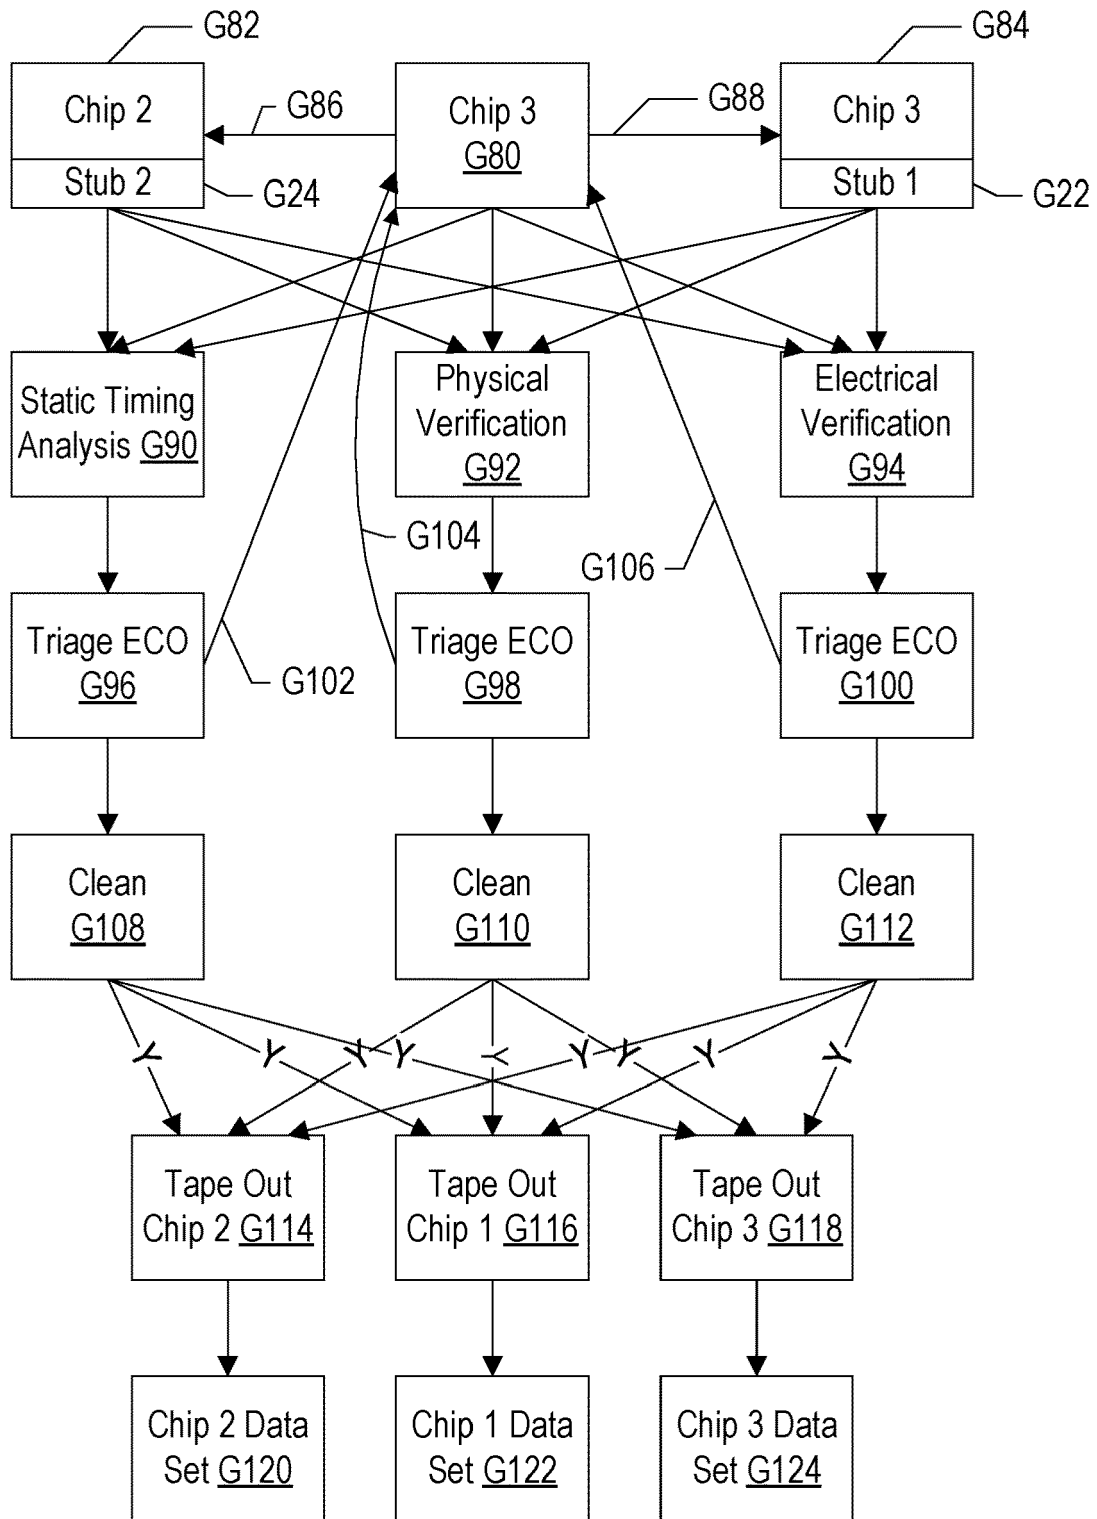 G82
G84
Chip 2
G86
Chip 3
G80
G88
Chip 3
Stub 2
G24
Stub 1
G22
Static Timing
Analysis G90
Physical
Verification
G92
Electrical
Verification
G94
G104
G106
Triage ECO
G96
G102
Triage ECO
G98
Triage ECO
G100
Clean
G108
Clean
G110
Clean
G112
Y Y Y Y Y Y Y Y Y
Tape Out
Chip 2 G114
Tape Out
Chip 1 G116
Tape Out
Chip 3 G118
Chip 2 Data
Set G120
Chip 1 Data
Set G122
Chip 3 Data
Set G124